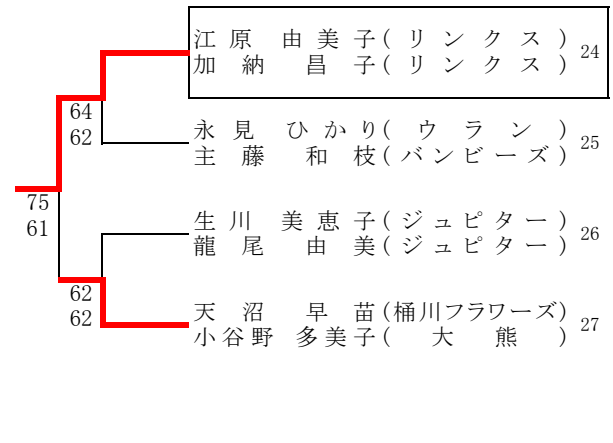 江原 由美子(リンクス) 24
加納 昌子(リンクス)
64
62
永見 ひかり(ウラン) 25
主藤 和枝(バンビーズ)
75
61
生川 美恵子(ジュピター) 26
龍尾 由美(ジュピター)
62
62
天沼 早苗(桶川フラワーズ) 27
小谷野 多美子(大熊)